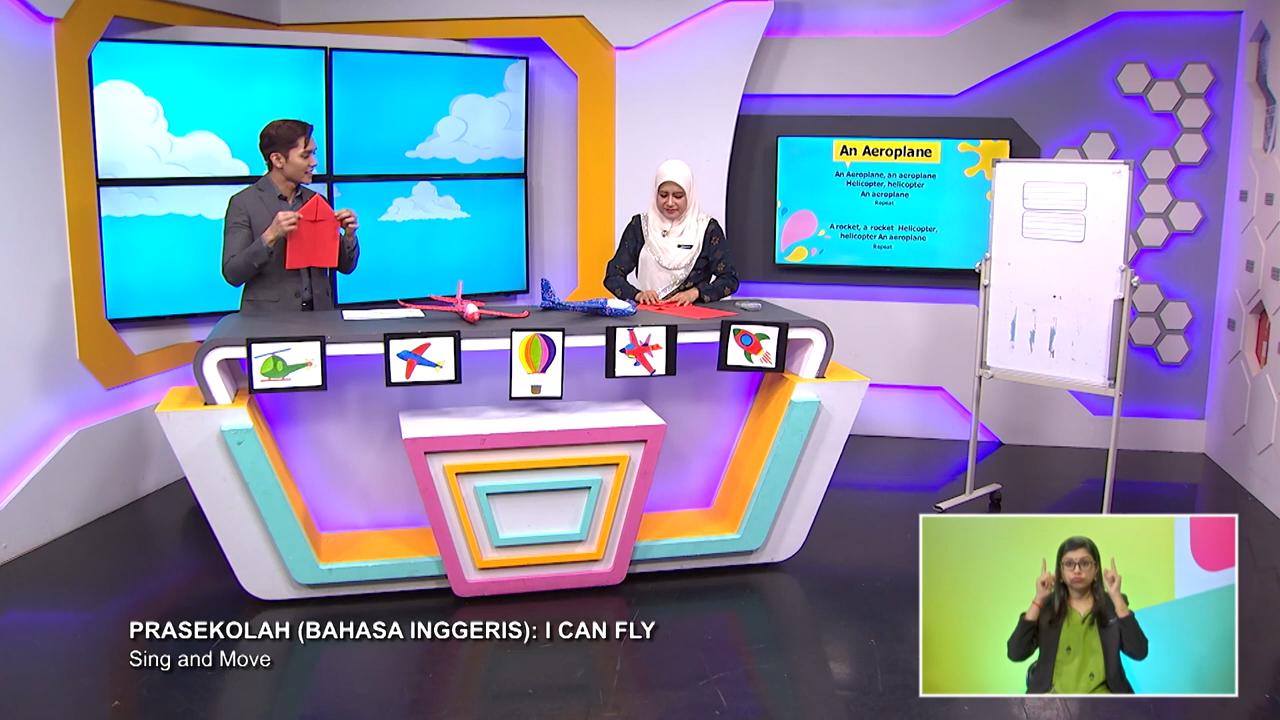 An Aeroplane
An Aeroplane, an aeroplane
Helicopter, helicopter
An aeroplane
Repeat
A rocket, a rocket Helicopter,
helicopter An aeroplane
Repeat
PRASEKOLAH (BAHASA INGGERIS): I CAN FLY
Sing and Move